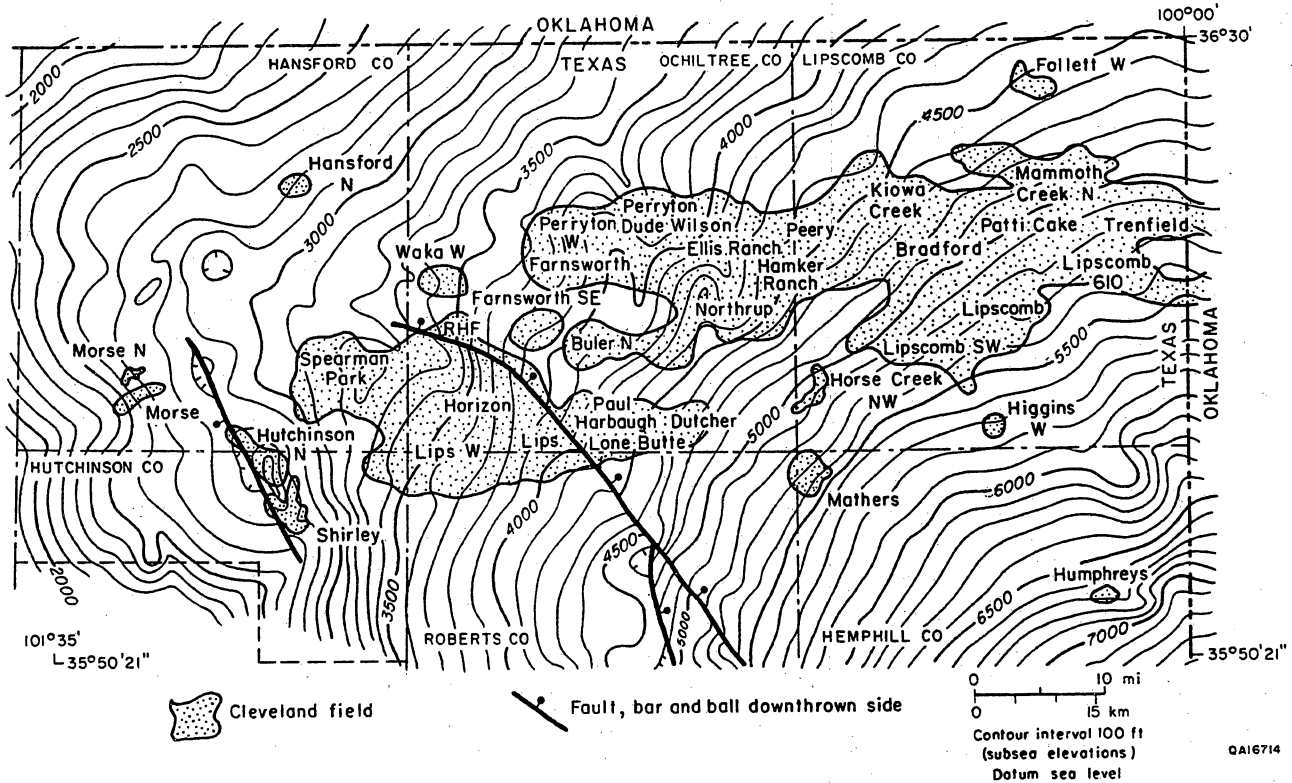 OKLAHOMA
100°00'
36°30'
HANSFORD CO
TEXAS
OCHILTREE CO
LIPSCOMB CO
Follett W
2000
2500
3000
3500
4000
4500
Hansford
N
Mammoth
Creek N
Kiowa
Creek
Perryton
Dude Wilson
Perryton
W
Peery
Patti Cake
Trenfield
Ellis Ranch
Bradford
Waka W
Farnsworth
Hamker
Ranch
Lipscomb
610
Farnsworth SE
Northrup
Lipscomb
RHF
Buler N
Lipscomb SW
5500
Spearman
Park
TEXAS
OKLAHOMA
Morse N
Morse
Horizon
Paul
Harbaugh
Dutcher
Lone Butte
Horse Creek
NW
Higgins
W
5000
Hutchinson
N
Lips W
Lips
HUTCHINSON CO
6000
Mathers
4000
Shirley
4500
2000
3500
Humphreys
6500
7000
5000
101°35'
35°50'21"
ROBERTS CO
HEMPHILL CO
35°50'21"
Cleveland field
Fault, bar and ball downthrown side
0 10 mi
0 15 km
Contour interval 100 ft
(subsea elevations)
Datum sea level
QA16714